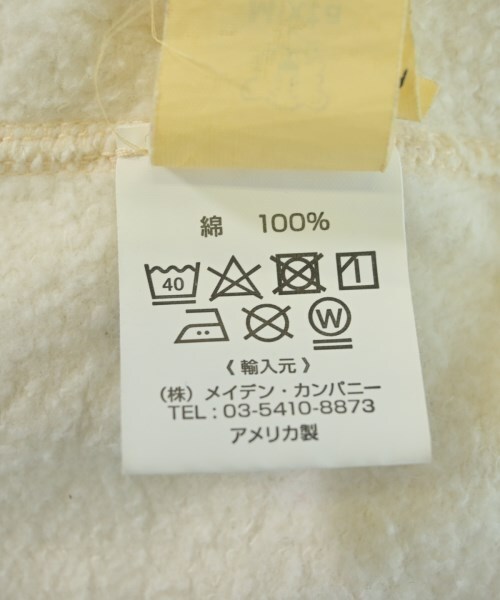 綿 100%
40
W
《 輸入元 》
（株）メイデン・カンパニー
TEL : 03-5410-8873
アメリカ製